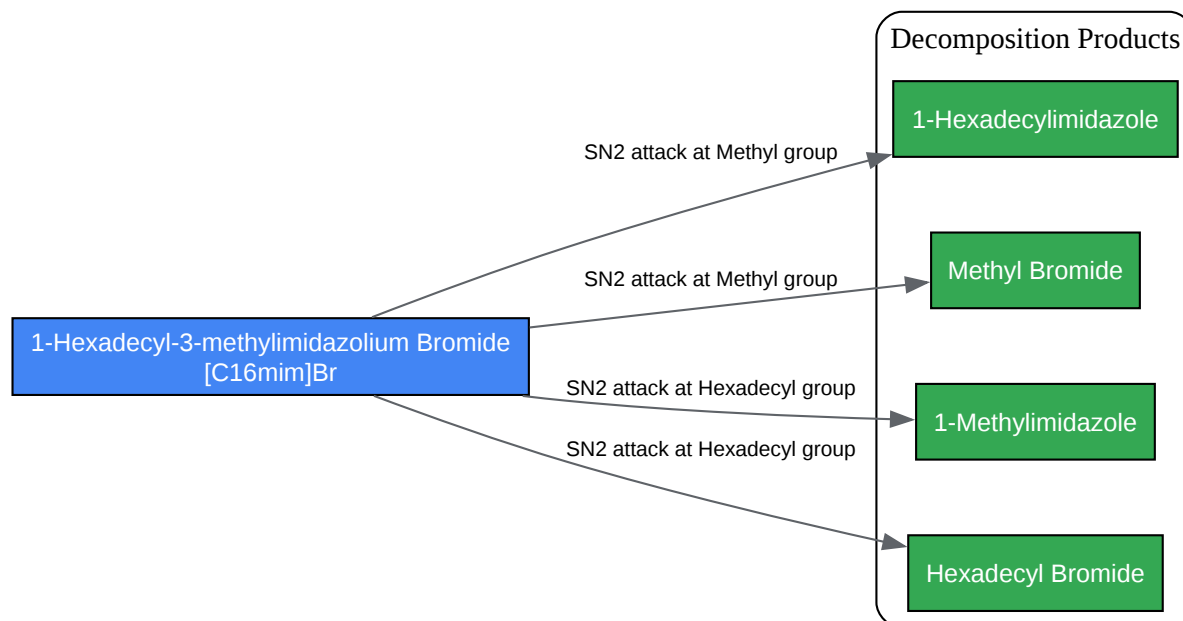 Decomposition Products
1-Hexadecylimidazole
SN2 attack at Methyl group
Methyl Bromide
SN2 attack at Methyl group
1-Hexadecyl-3-methylimidazolium Bromide
[C16mim]Br
SN2 attack at Hexadecyl group
1-Methylimidazole
SN2 attack at Hexadecyl group
Hexadecyl Bromide